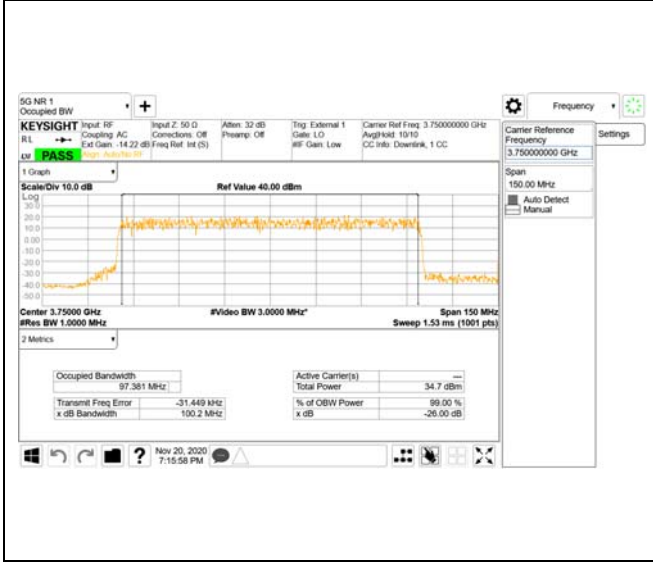 5G NR 1
Occupied BW
+
Frequency
KEYSIGHT
RL
PASS
Input: RF
Coupling: AC
Ext Gain: -14.22 dB
Align: Auto/No RF
Input Z: 50 Ω
Corrections: Off
Freq Ref: Int (S)
Atten: 32 dB
Preamp: Off
Trig: External 1
Gate: LO
#IF Gain: Low
Carrier Ref Freq: 3.750000000 GHz
Avg|Hold: 10/10
CC Info: Downlink, 1 CC
Carrier Reference
Frequency
3.750000000 GHz
Settings
Span
150.00 MHz
Auto Detect
Manual
1 Graph
Scale/Div 10.0 dB
Ref Value 40.00 dBm
Log
30.0
20.0
10.0
0.00
-10.0
-20.0
-30.0
-40.0
-50.0
Center 3.75000 GHz
#Video BW 3.0000 MHz*
Span 150 MHz
#Res BW 1.0000 MHz
Sweep 1.53 ms (1001 pts)
2 Metrics
Occupied Bandwidth
97.381 MHz
Transmit Freq Error -31.449 kHz
x dB Bandwidth 100.2 MHz
Active Carrier(s) ---
Total Power 34.7 dBm
% of OBW Power 99.00 %
x dB -26.00 dB
?
Nov 20, 2020
7:15:58 PM